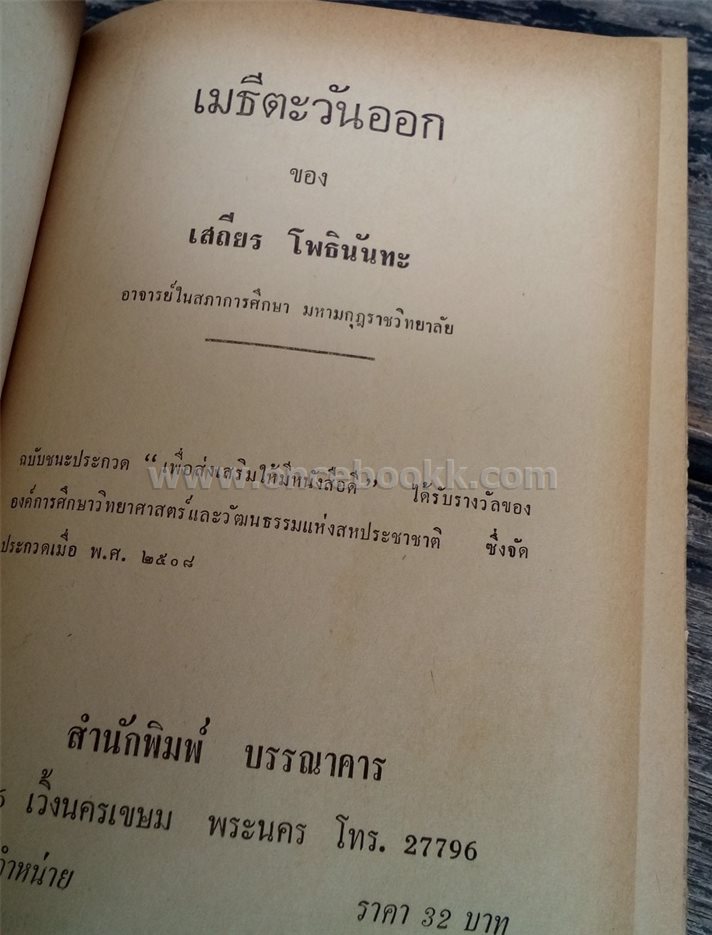 เมธีตะวันออก
ของ
เสถียร โพธินันทะ
อาจารย์ในสภาการศึกษา มหามกุฏราชวิทยาลัย
ฉบับชนะประกวด “เพื่อส่งเสริมให้มีหนังสือดี” ได้รับรางวัลของ
www.onsebookk.com
องค์การศึกษาวิทยาศาสตร์และวัฒนธรรมแห่งสหประชาชาติ ซึ่งจัด
ประกวดเมื่อ พ.ศ. ๒๕๐๘
สำนักพิมพ์ บรรณาคาร
เวิ้งนครเขษม พระนคร โทร. 27796
ราคา 32 บาท